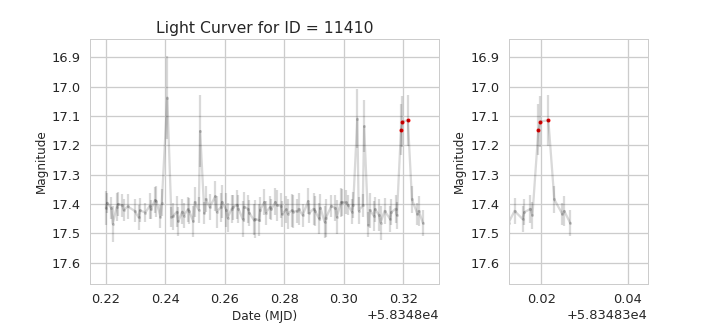 Light Curver for ID = 11410
16.9
17.0
17.1
17.2
17.3
17.4
17.5
17.6
Magnitude
0.22 0.24 0.26 0.28 0.30 0.32
Date (MJD)
+5.8348e4
16.9
17.0
17.1
17.2
17.3
17.4
17.5
17.6
Magnitude
0.02 0.04
+5.83483e4